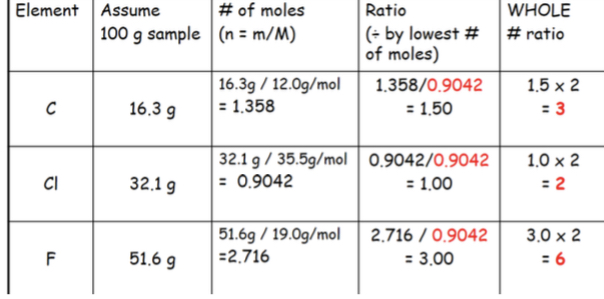 Element
Assume
100 g sample
# of moles
(n = m/M)
Ratio
(÷ by lowest #
of moles)
WHOLE
# ratio
C
16.3 g
16.3g / 12.0g/mol
= 1.358
1.358/0.9042
= 1.50
1.5 x 2
= 3
Cl
32.1 g
32.1 g / 35.5g/mol
= 0.9042
0.9042/0.9042
= 1.00
1.0 x 2
= 2
F
51.6 g
51.6g / 19.0g/mol
=2.716
2.716 / 0.9042
= 3.00
3.0 x 2
= 6